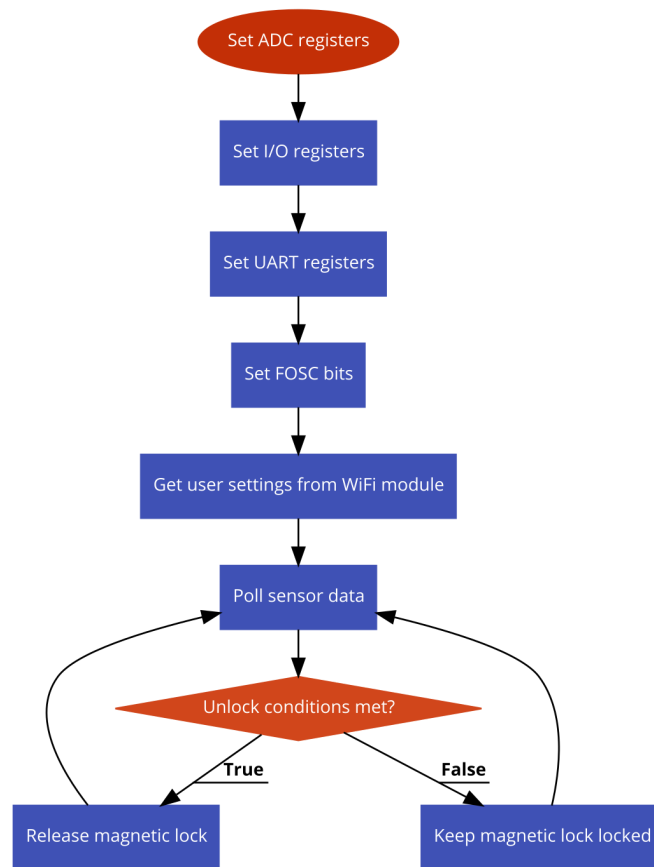 Set ADC registers
Set I/O registers
Set UART registers
Set FOSC bits
Get user settings from WiFi module
Poll sensor data
Unlock conditions met?
True
False
Release magnetic lock
Keep magnetic lock locked